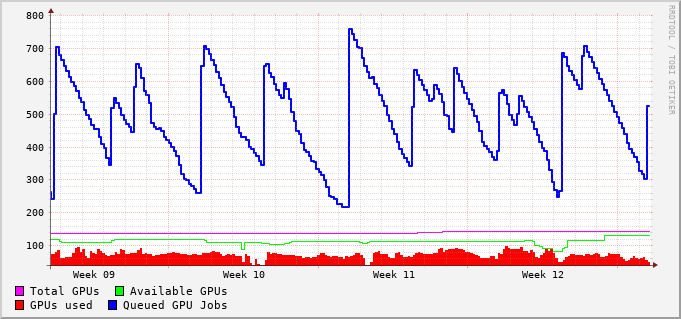 800
700
600
500
400
300
200
100
Week 09 Week 10 Week 11 Week 12
Total GPUs Available GPUs
GPUs used Queued GPU Jobs
RRDTOOL / TOBI OETIKER